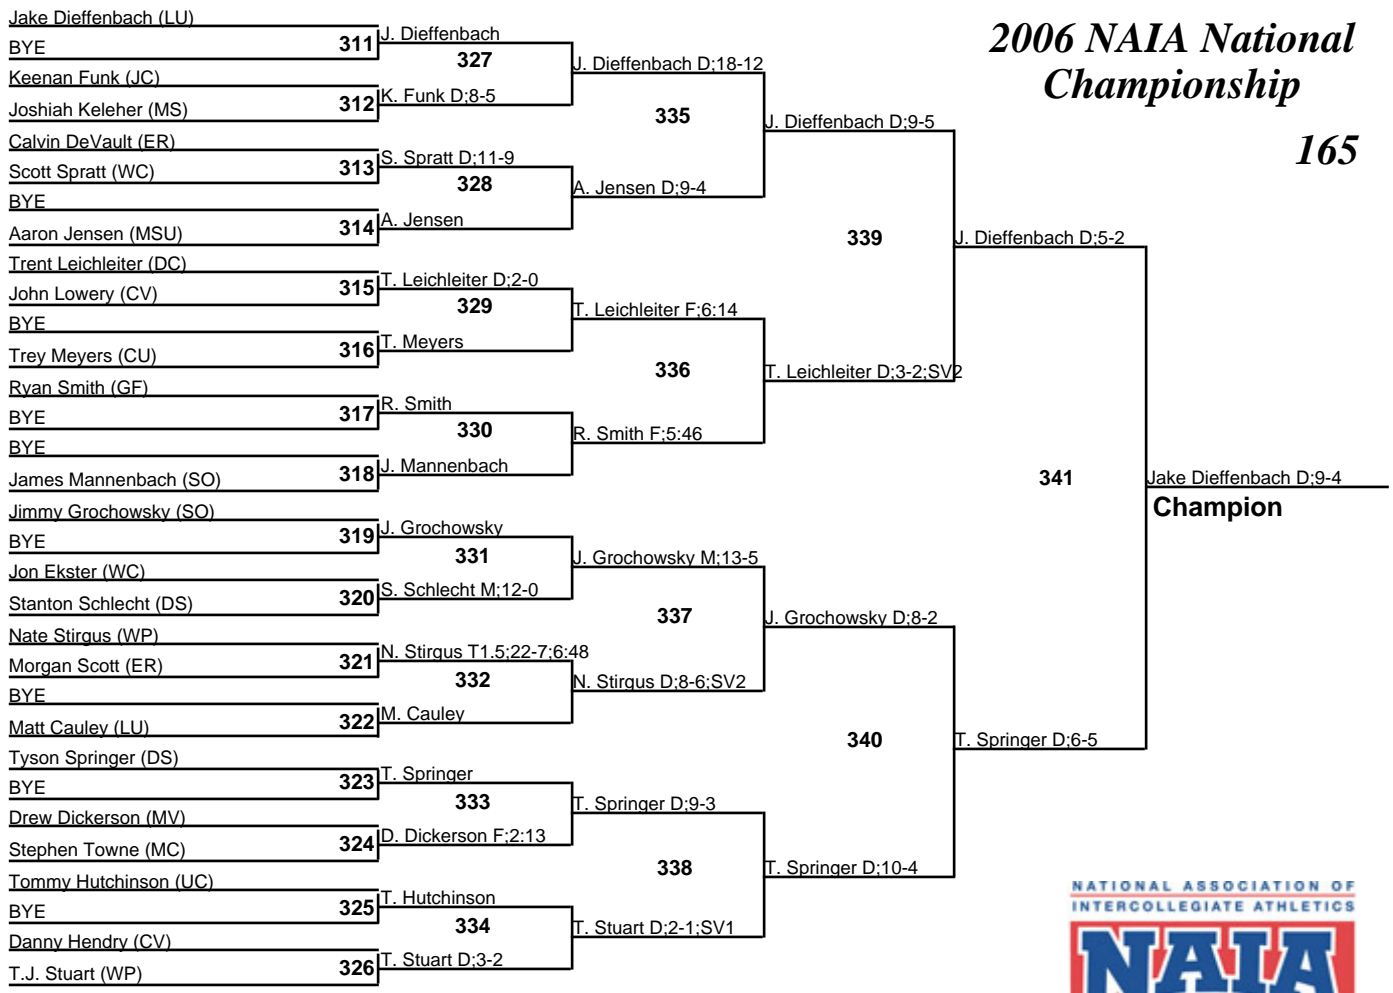 2006 NAIA National
Championship
165
Jake Dieffenbach (LU)
BYE
Keenan Funk (JC)
Joshiah Keleher (MS)
Calvin DeVault (ER)
Scott Spratt (WC)
BYE
Aaron Jensen (MSU)
Trent Leichleiter (DC)
John Lowery (CV)
BYE
Trey Meyers (CU)
Ryan Smith (GF)
BYE
BYE
James Mannenbach (SO)
Jimmy Grochowsky (SO)
BYE
Jon Ekster (WC)
Stanton Schlecht (DS)
Nate Stirgus (WP)
Morgan Scott (ER)
BYE
Matt Cauley (LU)
Tyson Springer (DS)
BYE
Drew Dickerson (MV)
Stephen Towne (MC)
Tommy Hutchinson (UC)
BYE
Danny Hendry (CV)
T.J. Stuart (WP)
311
312
313
314
315
316
317
318
319
320
321
322
323
324
325
326
J. Dieffenbach
K. Funk D;8-5
S. Spratt D;11-9
A. Jensen
T. Leichleiter D;2-0
T. Meyers
R. Smith
J. Mannenbach
J. Grochowsky
S. Schlecht M;12-0
N. Stirgus T1.5;22-7;6:48
M. Cauley
T. Springer
D. Dickerson F;2:13
T. Hutchinson
T. Stuart D;3-2
327
328
329
330
331
332
333
334
J. Dieffenbach D;18-12
A. Jensen D;9-4
T. Leichleiter F;6:14
R. Smith F;5:46
J. Grochowsky M;13-5
N. Stirgus D;8-6;SV2
T. Springer D;9-3
T. Stuart D;2-1;SV1
335
336
337
338
J. Dieffenbach D;9-5
T. Leichleiter D;3-2;SV2
J. Grochowsky D;8-2
T. Springer D;10-4
339
340
J. Dieffenbach D;5-2
T. Springer D;6-5
341
Jake Dieffenbach D;9-4
Champion
NATIONAL ASSOCIATION OF
INTERCOLLEGIATE ATHLETICS
NAIA